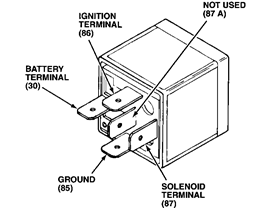 NOT USED
(87 A)
IGNITION
TERMINAL
(86)
BATTERY
TERMINAL
(30)
GROUND
(85)
SOLENOID
TERMINAL
(87)